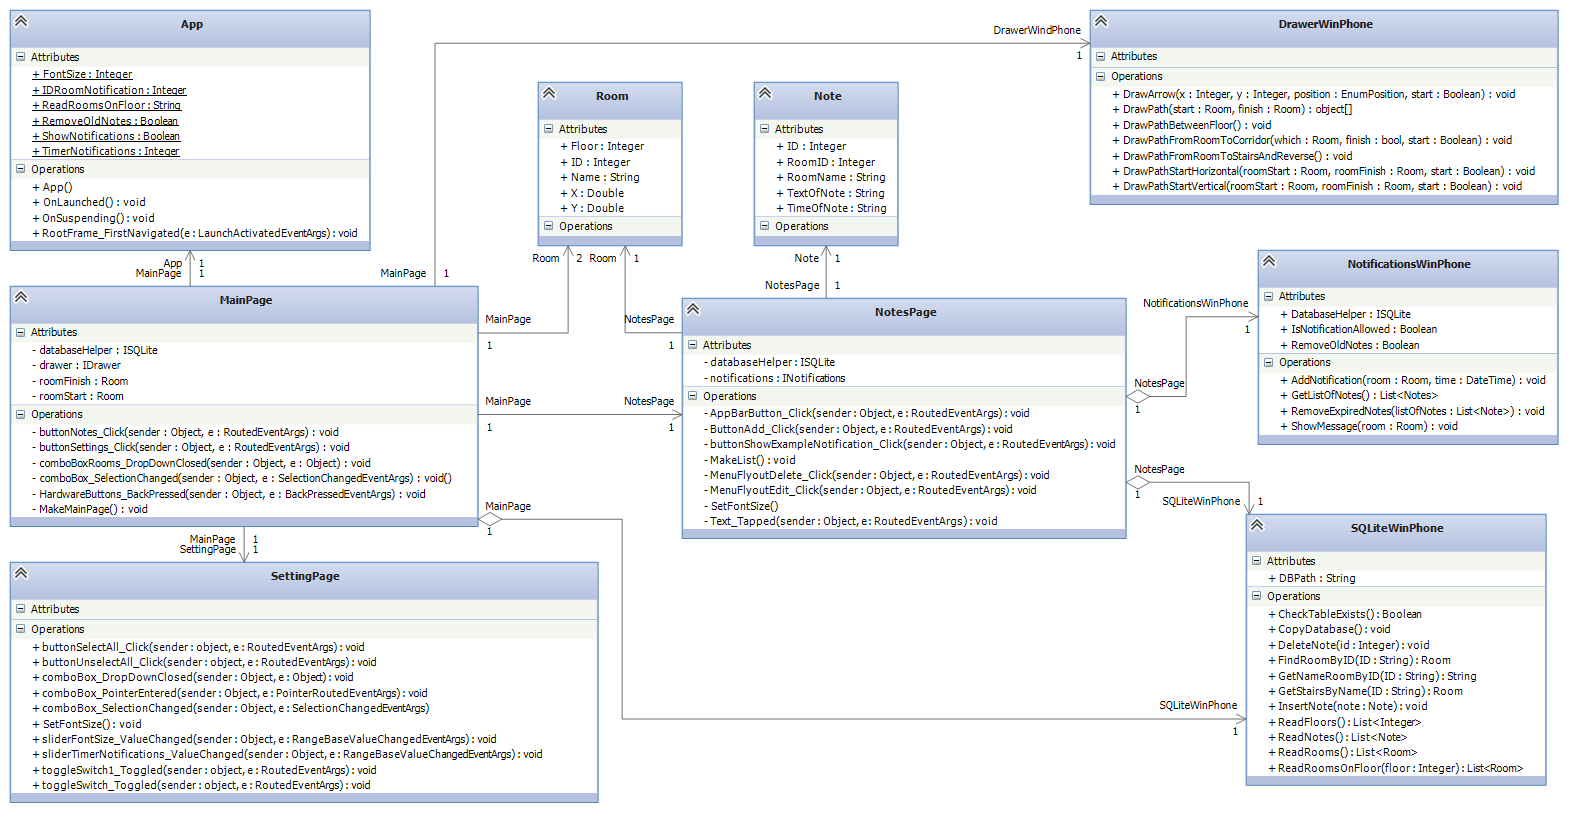 App
Attributes
+ FontSize : Integer
+ IDRoomNotification : Integer
+ ReadRoomsOnFloor : String
+ RemoveOldNotes : Boolean
+ ShowNotifications : Boolean
+ TimerNotifications : Integer
Operations
+ App()
+ OnLaunched() : void
+ OnSuspending() : void
+ RootFrame_FirstNavigated(e : LaunchActivatedEventArgs) : void
App 1
MainPage 1
MainPage
Attributes
- databaseHelper : ISQLite
- drawer : IDrawer
- roomFinish : Room
- roomStart : Room
Operations
- buttonNotes_Click(sender : Object, e : RoutedEventArgs) : void
- buttonSettings_Click(sender : Object, e : RoutedEventArgs) : void
- comboBoxRooms_DropDownClosed(sender : Object, e : Object) : void
- comboBox_SelectionChanged(sender : Object, e : SelectionChangedEventArgs) : void()
- HardwareButtons_BackPressed(sender : Object, e : BackPressedEventArgs) : void
- MakeMainPage() : void
MainPage 1
SettingPage 1
SettingPage
Attributes
Operations
+ buttonSelectAll_Click(sender : object, e : RoutedEventArgs) : void
+ buttonUnselectAll_Click(sender : object, e : RoutedEventArgs) : void
+ comboBox_DropDownClosed(sender : Object, e : Object) : void
+ comboBox_PointerEntered(sender : Object, e : PointerRoutedEventArgs) : void
+ comboBox_SelectionChanged(sender : Object, e : SelectionChangedEventArgs)
+ SetFontSize() : void
+ sliderFontSize_ValueChanged(sender : Object, e : RangeBaseValueChangedEventArgs) : void
+ sliderTimerNotifications_ValueChanged(sender : Object, e : RangeBaseValueChangedEventArgs) : void
+ toggleSwitch1_Toggled(sender : object, e : RoutedEventArgs) : void
+ toggleSwitch_Toggled(sender : object, e : RoutedEventArgs) : void
MainPage 1
DrawerWindPhone
1
Room
Attributes
+ Floor : Integer
+ ID : Integer
+ Name : String
+ X : Double
+ Y : Double
Operations
Room 2
Room 1
MainPage
1
NotesPage
1
MainPage
1
NotesPage
1
MainPage
1
SQLiteWinPhone
1
Note
Attributes
+ ID : Integer
+ RoomID : Integer
+ RoomName : String
+ TextOfNote : String
+ TimeOfNote : String
Operations
Note 1
NotesPage 1
NotesPage
Attributes
- databaseHelper : ISQLite
- notifications : INotifications
Operations
- AppBarButton_Click(sender : Object, e : RoutedEventArgs) : void
- ButtonAdd_Click(sender : Object, e : RoutedEventArgs) : void
- buttonShowExampleNotification_Click(sender : Object, e : RoutedEventArgs) : void
- MakeList() : void
- MenuFlyoutDelete_Click(sender : Object, e : RoutedEventArgs) : void
- MenuFlyoutEdit_Click(sender : Object, e : RoutedEventArgs) : void
- SetFontSize()
- Text_Tapped(sender : Object, e : RoutedEventArgs) : void
DrawerWinPhone
Attributes
Operations
+ DrawArrow(x : Integer, y : Integer, position : EnumPosition, start : Boolean) : void
+ DrawPath(start : Room, finish : Room) : object[]
+ DrawPathBetweenFloor() : void
+ DrawPathFromRoomToCorridor(which : Room, finish : bool, start : Boolean) : void
+ DrawPathFromRoomToStairsAndReverse() : void
+ DrawPathStartHorizontal(roomStart : Room, roomFinish : Room, start : Boolean) : void
+ DrawPathStartVertical(roomStart : Room, roomFinish : Room, start : Boolean) : void
NotificationsWinPhone
1
NotesPage
1
NotificationsWinPhone
Attributes
+ DatabaseHelper : ISQLite
+ IsNotificationAllowed : Boolean
+ RemoveOldNotes : Boolean
Operations
+ AddNotification(room : Room, time : DateTime) : void
+ GetListOfNotes() : List<Notes>
+ RemoveExpiredNotes(listOfNotes : List<Note>) : void
+ ShowMessage(room : Room) : void
NotesPage
1
SQLiteWinPhone 1
SQLiteWinPhone
Attributes
+ DBPath : String
Operations
+ CheckTableExists() : Boolean
+ CopyDatabase() : void
+ DeleteNote(id : Integer) : void
+ FindRoomByID(ID : String) : Room
+ GetNameRoomByID(ID : String) : String
+ GetStairsByName(ID : String) : Room
+ InsertNote(note : Note) : void
+ ReadFloors() : List<Integer>
+ ReadNotes() : List<Note>
+ ReadRooms() : List<Room>
+ ReadRoomsOnFloor(floor : Integer) : List<Room>